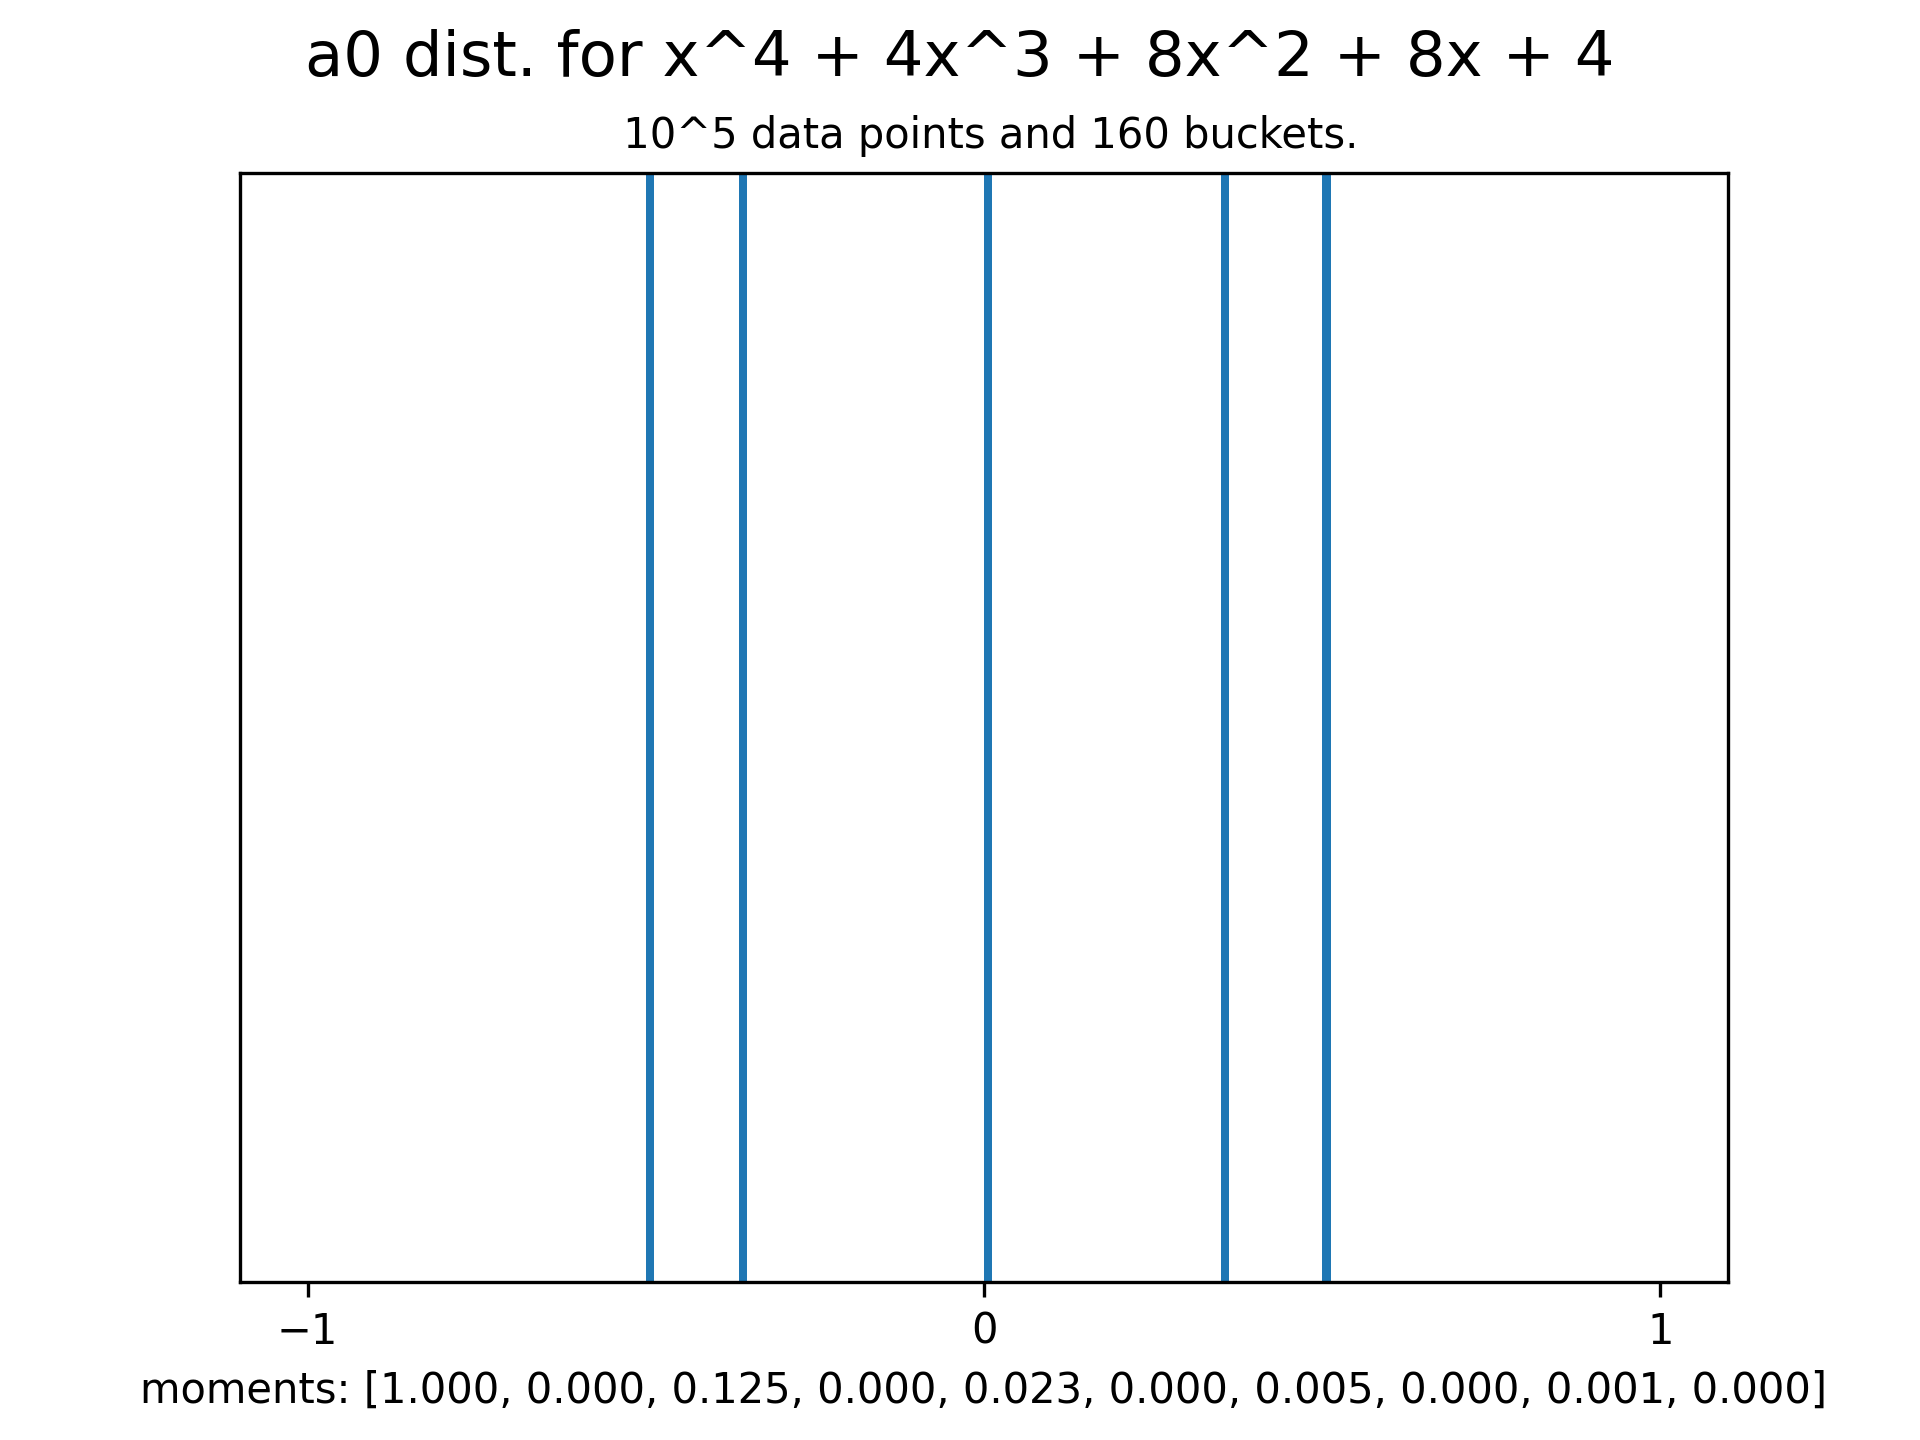 a0 dist. for x^4 + 4x^3 + 8x^2 + 8x + 4
10^5 data points and 160 buckets.
−1 0 1
moments: [1.000, 0.000, 0.125, 0.000, 0.023, 0.000, 0.005, 0.000, 0.001, 0.000]